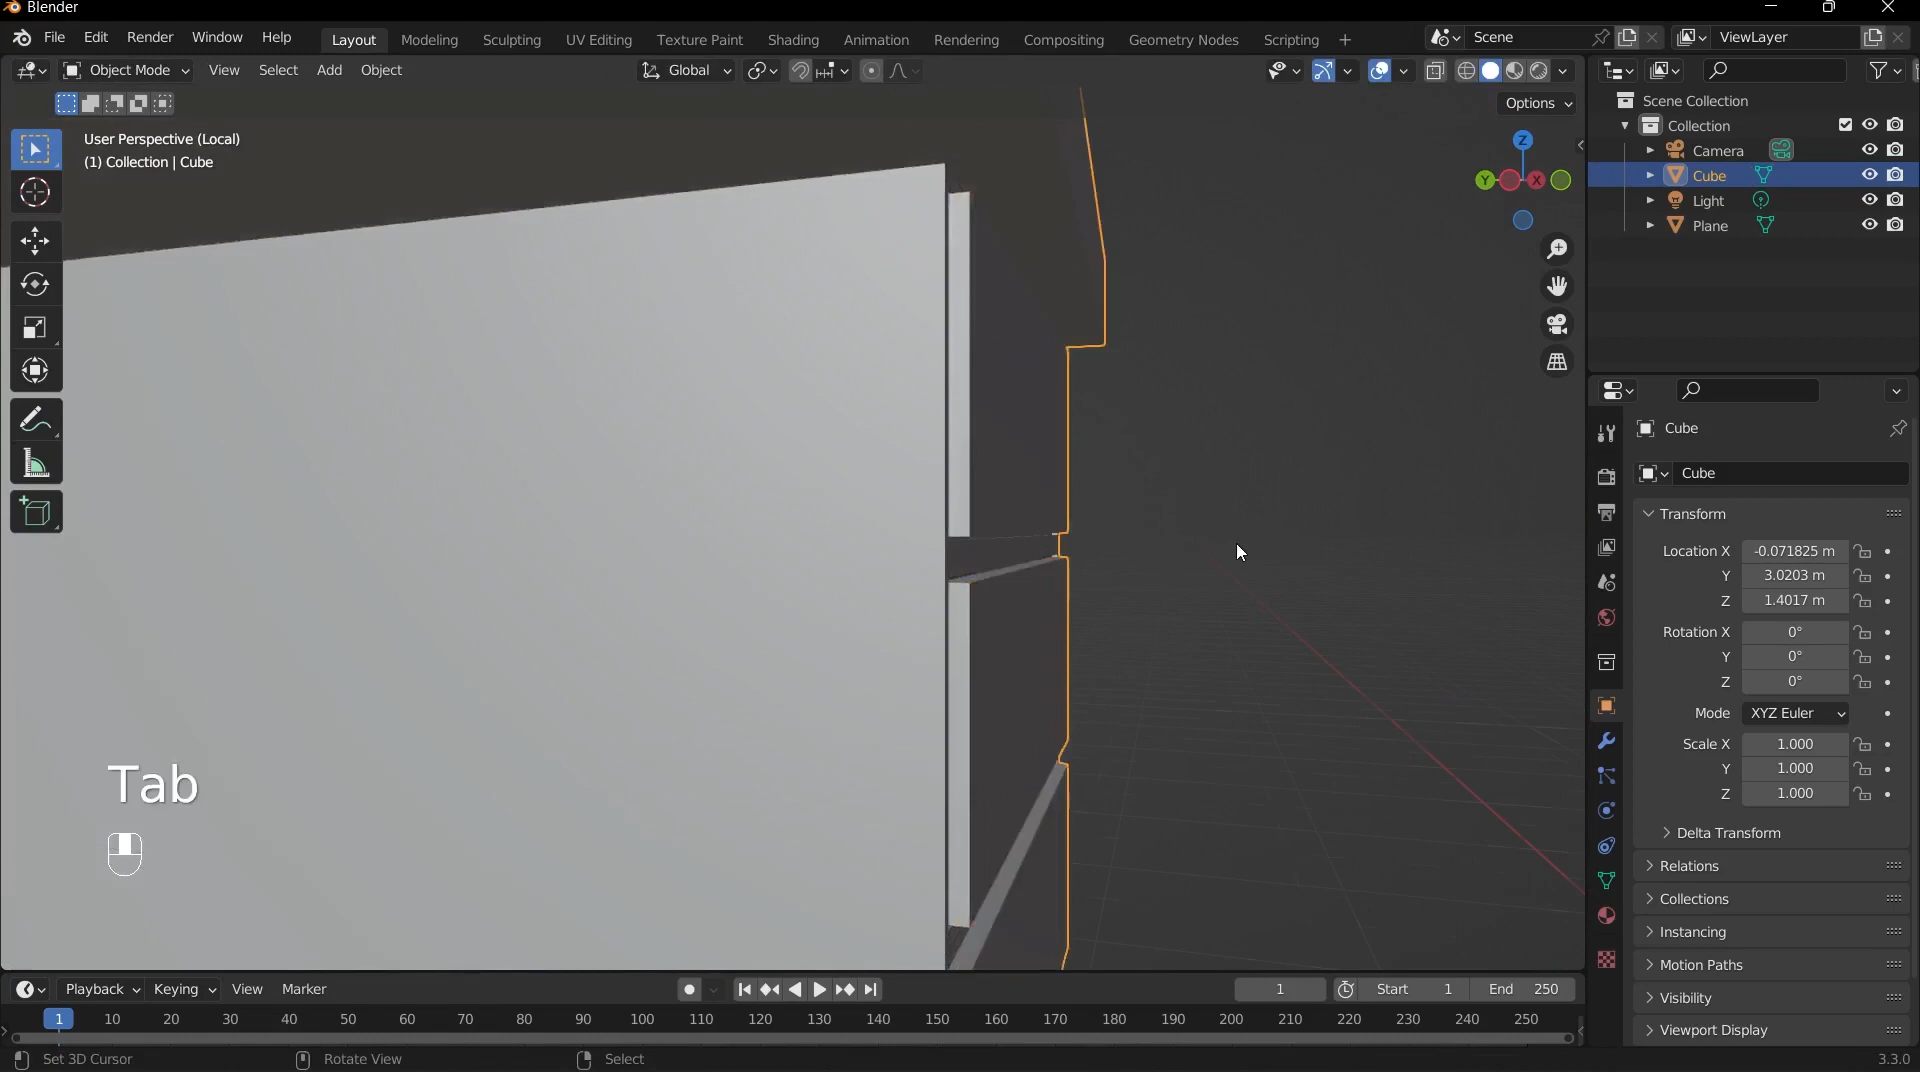 Blender
File Edit Render Window Help Layout Modeling Sculpting UV Editing Texture Paint Shading Animation Rendering Compositing Geometry Nodes Scripting + Scene ViewLayer
Object Mode View Select Add Object Global
Options
User Perspective (Local)
(1) Collection | Cube
Z
Y X
Scene Collection
Collection
Camera
Cube
Light
Plane
Cube
Cube
Transform
Location X -0.071825 m
Y 3.0203 m
Z 1.4017 m
Rotation X 0°
Y 0°
Z 0°
Mode XYZ Euler
Scale X 1.000
Y 1.000
Z 1.000
Delta Transform
Relations
Collections
Instancing
Motion Paths
Visibility
Viewport Display
Tab
Playback Keying View Marker 1 Start 1 End 250
1 10 20 30 40 50 60 70 80 90 100 110 120 130 140 150 160 170 180 190 200 210 220 230 240 250
Set 3D Cursor Rotate View Select 3.3.0